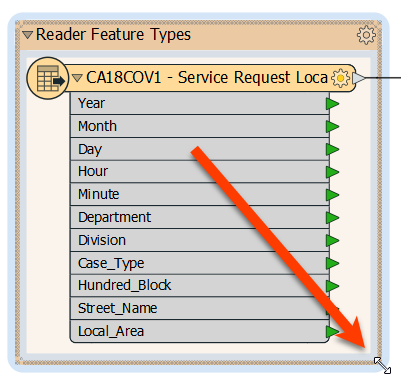 Reader Feature Types
CA18COV1 - Service Request Loca
Year
Month
Day
Hour
Minute
Department
Division
Case_Type
Hundred_Block
Street_Name
Local_Area